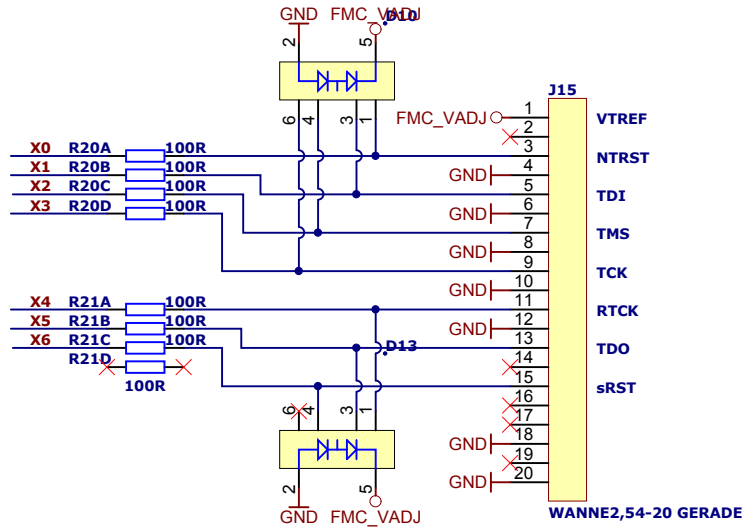 GND FMC_VADJ
D10
2 5
6 4 3 1
J15
FMC_VADJ 1 VTREF
2
X0 R20A 100R 3 NTRST
X1 R20B 100R GND 4
X2 R20C 100R 5 TDI
X3 R20D 100R GND 6
7 TMS
GND 8
9 TCK
GND 10
X4 R21A 100R 11 RTCK
X5 R21B 100R GND 12
X6 R21C 100R D13 13 TDO
R21D 14
100R 15 sRST
6 4 3 1 16
17
GND 18
19
2 5 GND 20
GND FMC_VADJ
WANNE2,54-20 GERADE